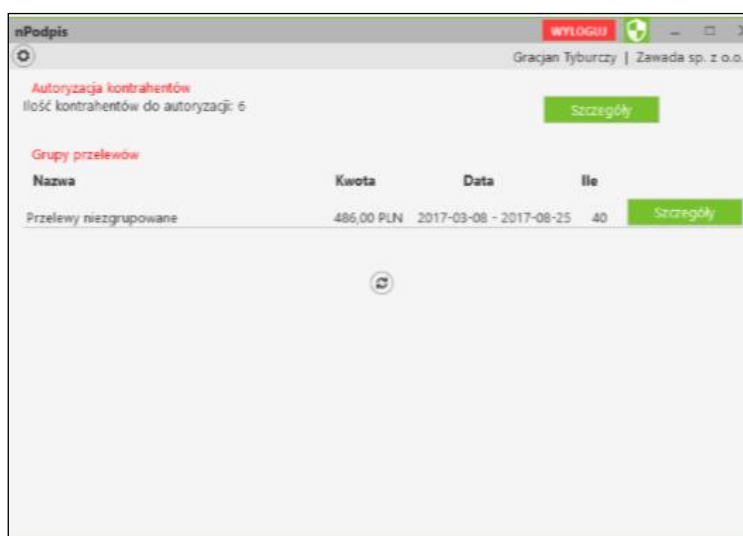 nPodpis WYLOGUJ
Gracjan Tyburczy | Zawada sp. z o.o.
Autoryzacja kontrahentów
Ilość kontrahentów do autoryzacji: 6 Szczegóły
Grupy przelewów
Nazwa Kwota Data Ile
Przelewy niezgrupowane 486,00 PLN 2017-03-08 - 2017-08-25 40 Szczegóły